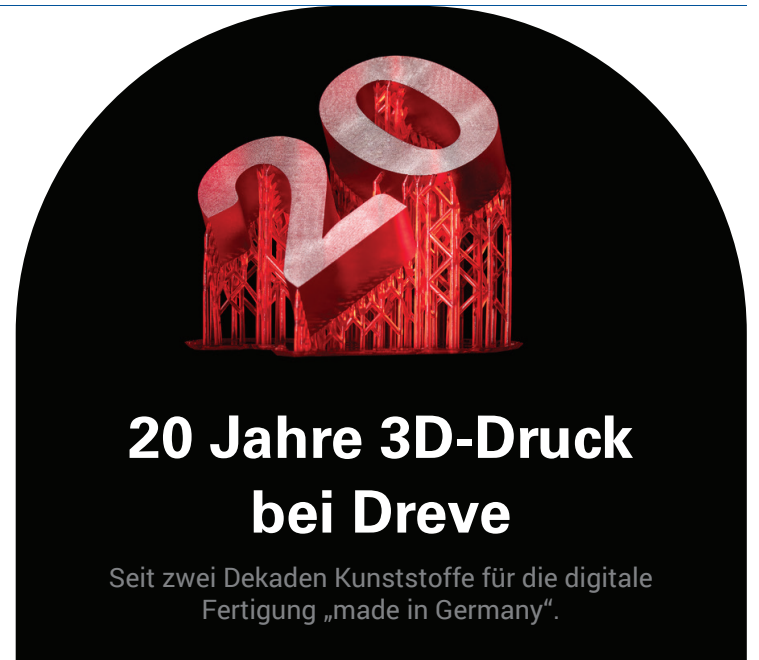 20
20 Jahre 3D-Druck
bei Dreve
Seit zwei Dekaden Kunststoffe für die digitale
Fertigung „made in Germany“.